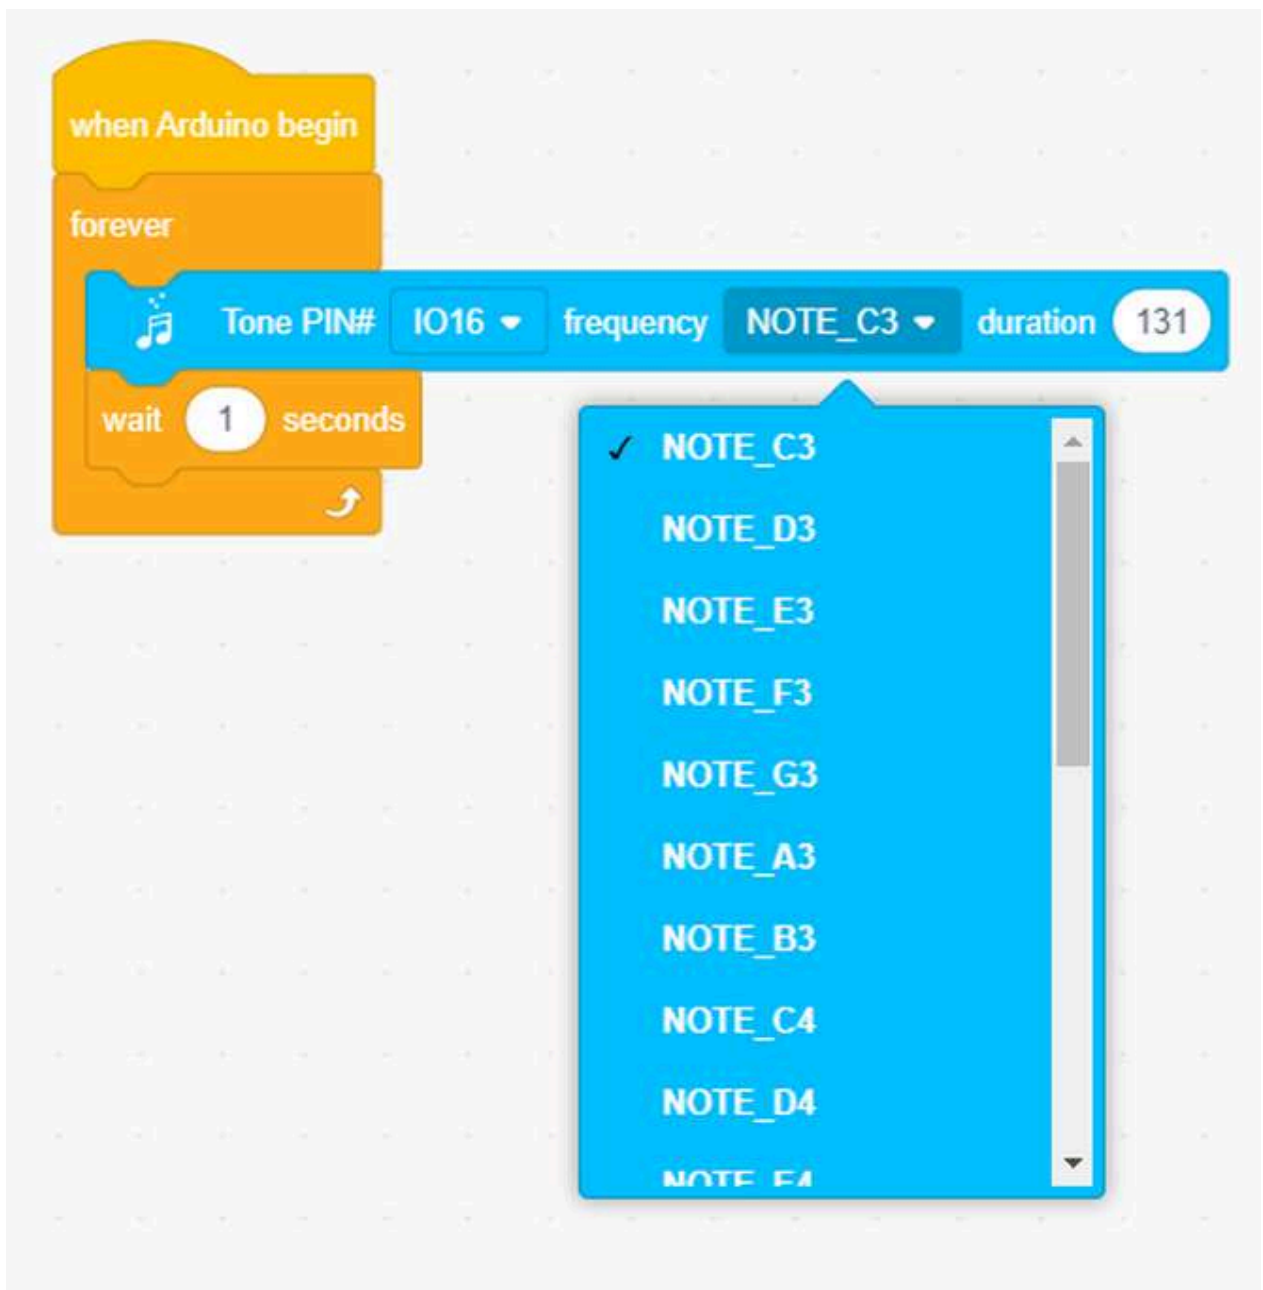 when Arduino begin
forever
Tone PIN# IO16 frequency NOTE_C3 duration 131
wait 1 seconds
✓ NOTE_C3
NOTE_D3
NOTE_E3
NOTE_F3
NOTE_G3
NOTE_A3
NOTE_B3
NOTE_C4
NOTE_D4